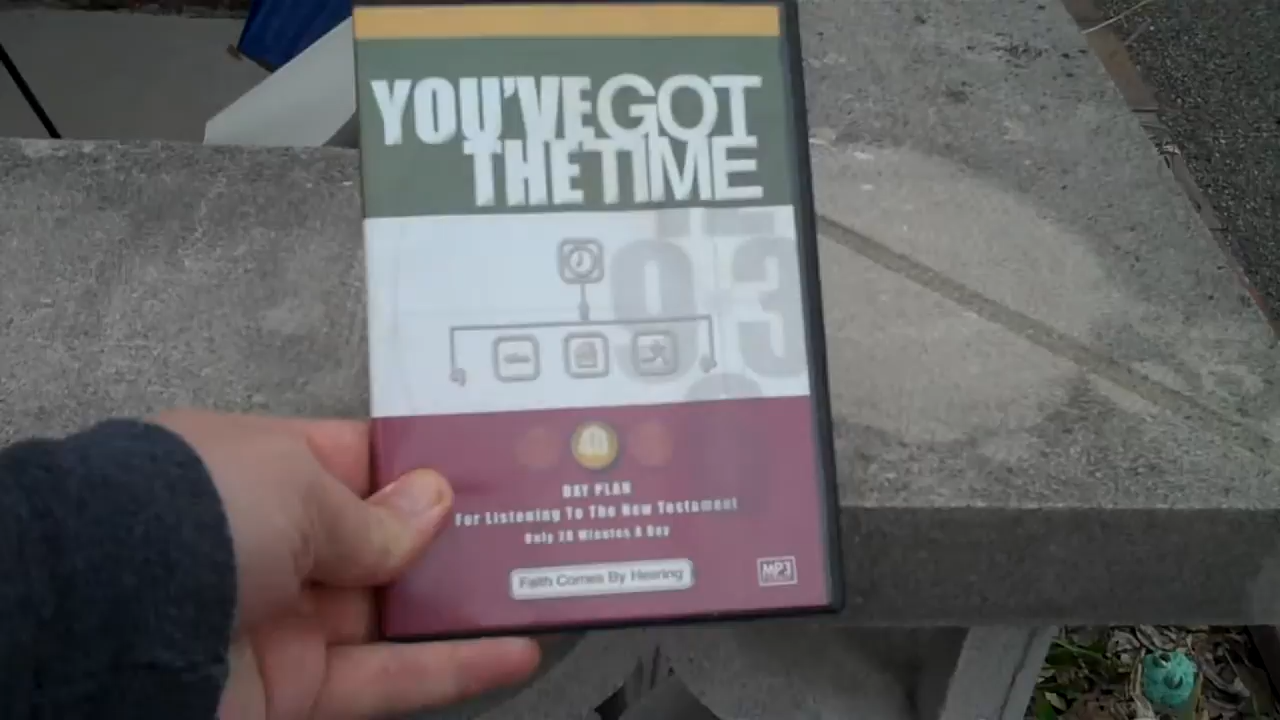 YOU'VE GOT
THE TIME
DAY PLAN
For Listening To The New Testament
Only 28 Minutes A Day
Faith Comes By Hearing
MP3